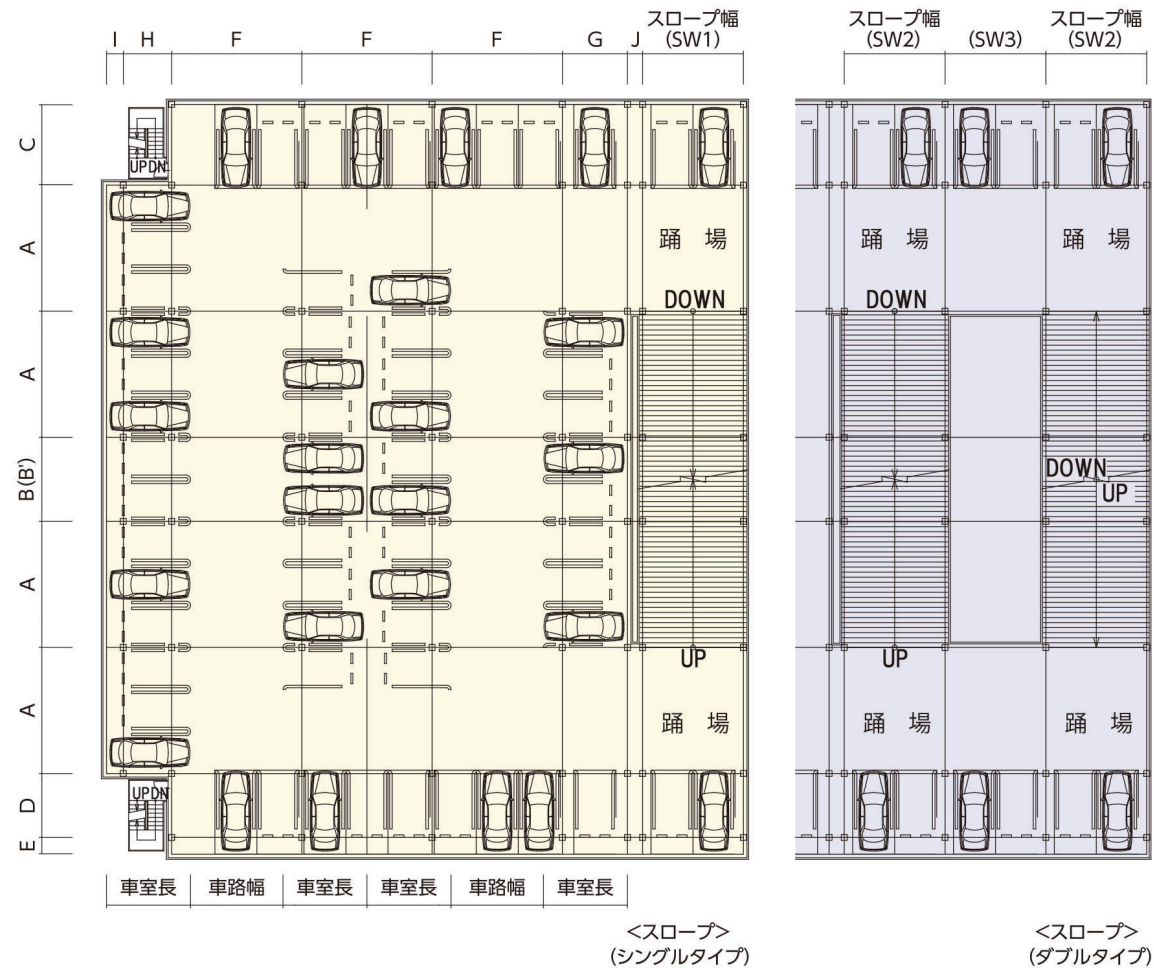 スロープ幅
(SW1)
スロープ幅
(SW2)
(SW3)
スロープ幅
(SW2)
I H F F F G J
C
A
A
B(B')
A
A
D
E
UP DN
踊場
DOWN
UP
踊場
UP DN
踊場
踊場
DOWN
DOWN
UP
UP
踊場
踊場
車室長 車路幅 車室長 車室長 車路幅 車室長
<スロープ>
(シングルタイプ)
<スロープ>
(ダブルタイプ)